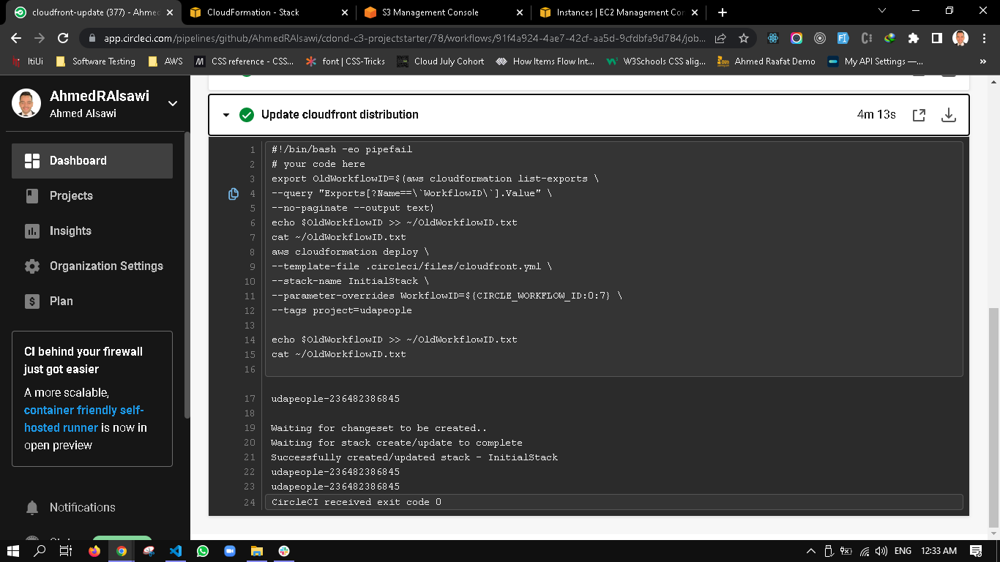 cloudfront-update (377) - Ahmed
CloudFormation - Stack
S3 Management Console
Instances | EC2 Management Con
app.circleci.com/pipelines/github/AhmedRAlsawi/cdond-c3-projectstarter/78/workflows/91f4a924-4ae7-42cf-aa5d-9cfdbfa9d784/job...
ItiUi
Software Testing
AWS
CSS reference - CSS...
font | CSS-Tricks
Cloud July Cohort
How Items Flow Int...
W3Schools CSS alig...
Ahmed Raafat Demo
My API Settings —...
»
AhmedRAlsawi
Ahmed Alsawi
Dashboard
Projects
Insights
Organization Settings
Plan
CI behind your firewall
just got easier
A more scalable,
container friendly self-
hosted runner is now in
open preview
Notifications
Update cloudfront distribution
4m 13s
1 #!/bin/bash -eo pipefail
2 # your code here
3 export OldWorkflowID=$(aws cloudformation list-exports \
4 --query "Exports[?Name==\`WorkflowID\`].Value" \
5 --no-paginate --output text)
6 echo $OldWorkflowID >> ~/OldWorkflowID.txt
7 cat ~/OldWorkflowID.txt
8 aws cloudformation deploy \
9 --template-file .circleci/files/cloudfront.yml \
10 --stack-name InitialStack \
11 --parameter-overrides WorkflowID=${CIRCLE_WORKFLOW_ID:0:7} \
12 --tags project=udapeople
13
14 echo $OldWorkflowID >> ~/OldWorkflowID.txt
15 cat ~/OldWorkflowID.txt
16
17 udapeople-236482386845
18
19 Waiting for changeset to be created..
20 Waiting for stack create/update to complete
21 Successfully created/updated stack - InitialStack
22 udapeople-236482386845
23 udapeople-236482386845
24 CircleCI received exit code 0
ENG
12:33 AM